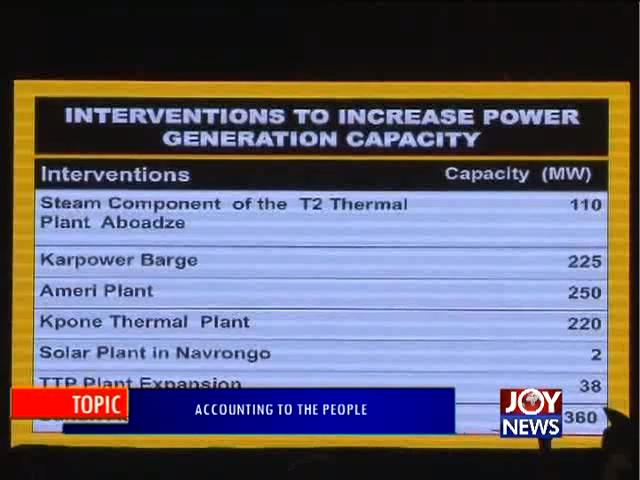 INTERVENTIONS TO INCREASE POWER
GENERATION CAPACITY
Interventions Capacity (MW)
Steam Component of the T2 Thermal
Plant Aboadze 110
Karpower Barge 225
Ameri Plant 250
Kpone Thermal Plant 220
Solar Plant in Navrongo 2
TTP Plant Expansion 38
360
TOPIC
ACCOUNTING TO THE PEOPLE
JOY
NEWS